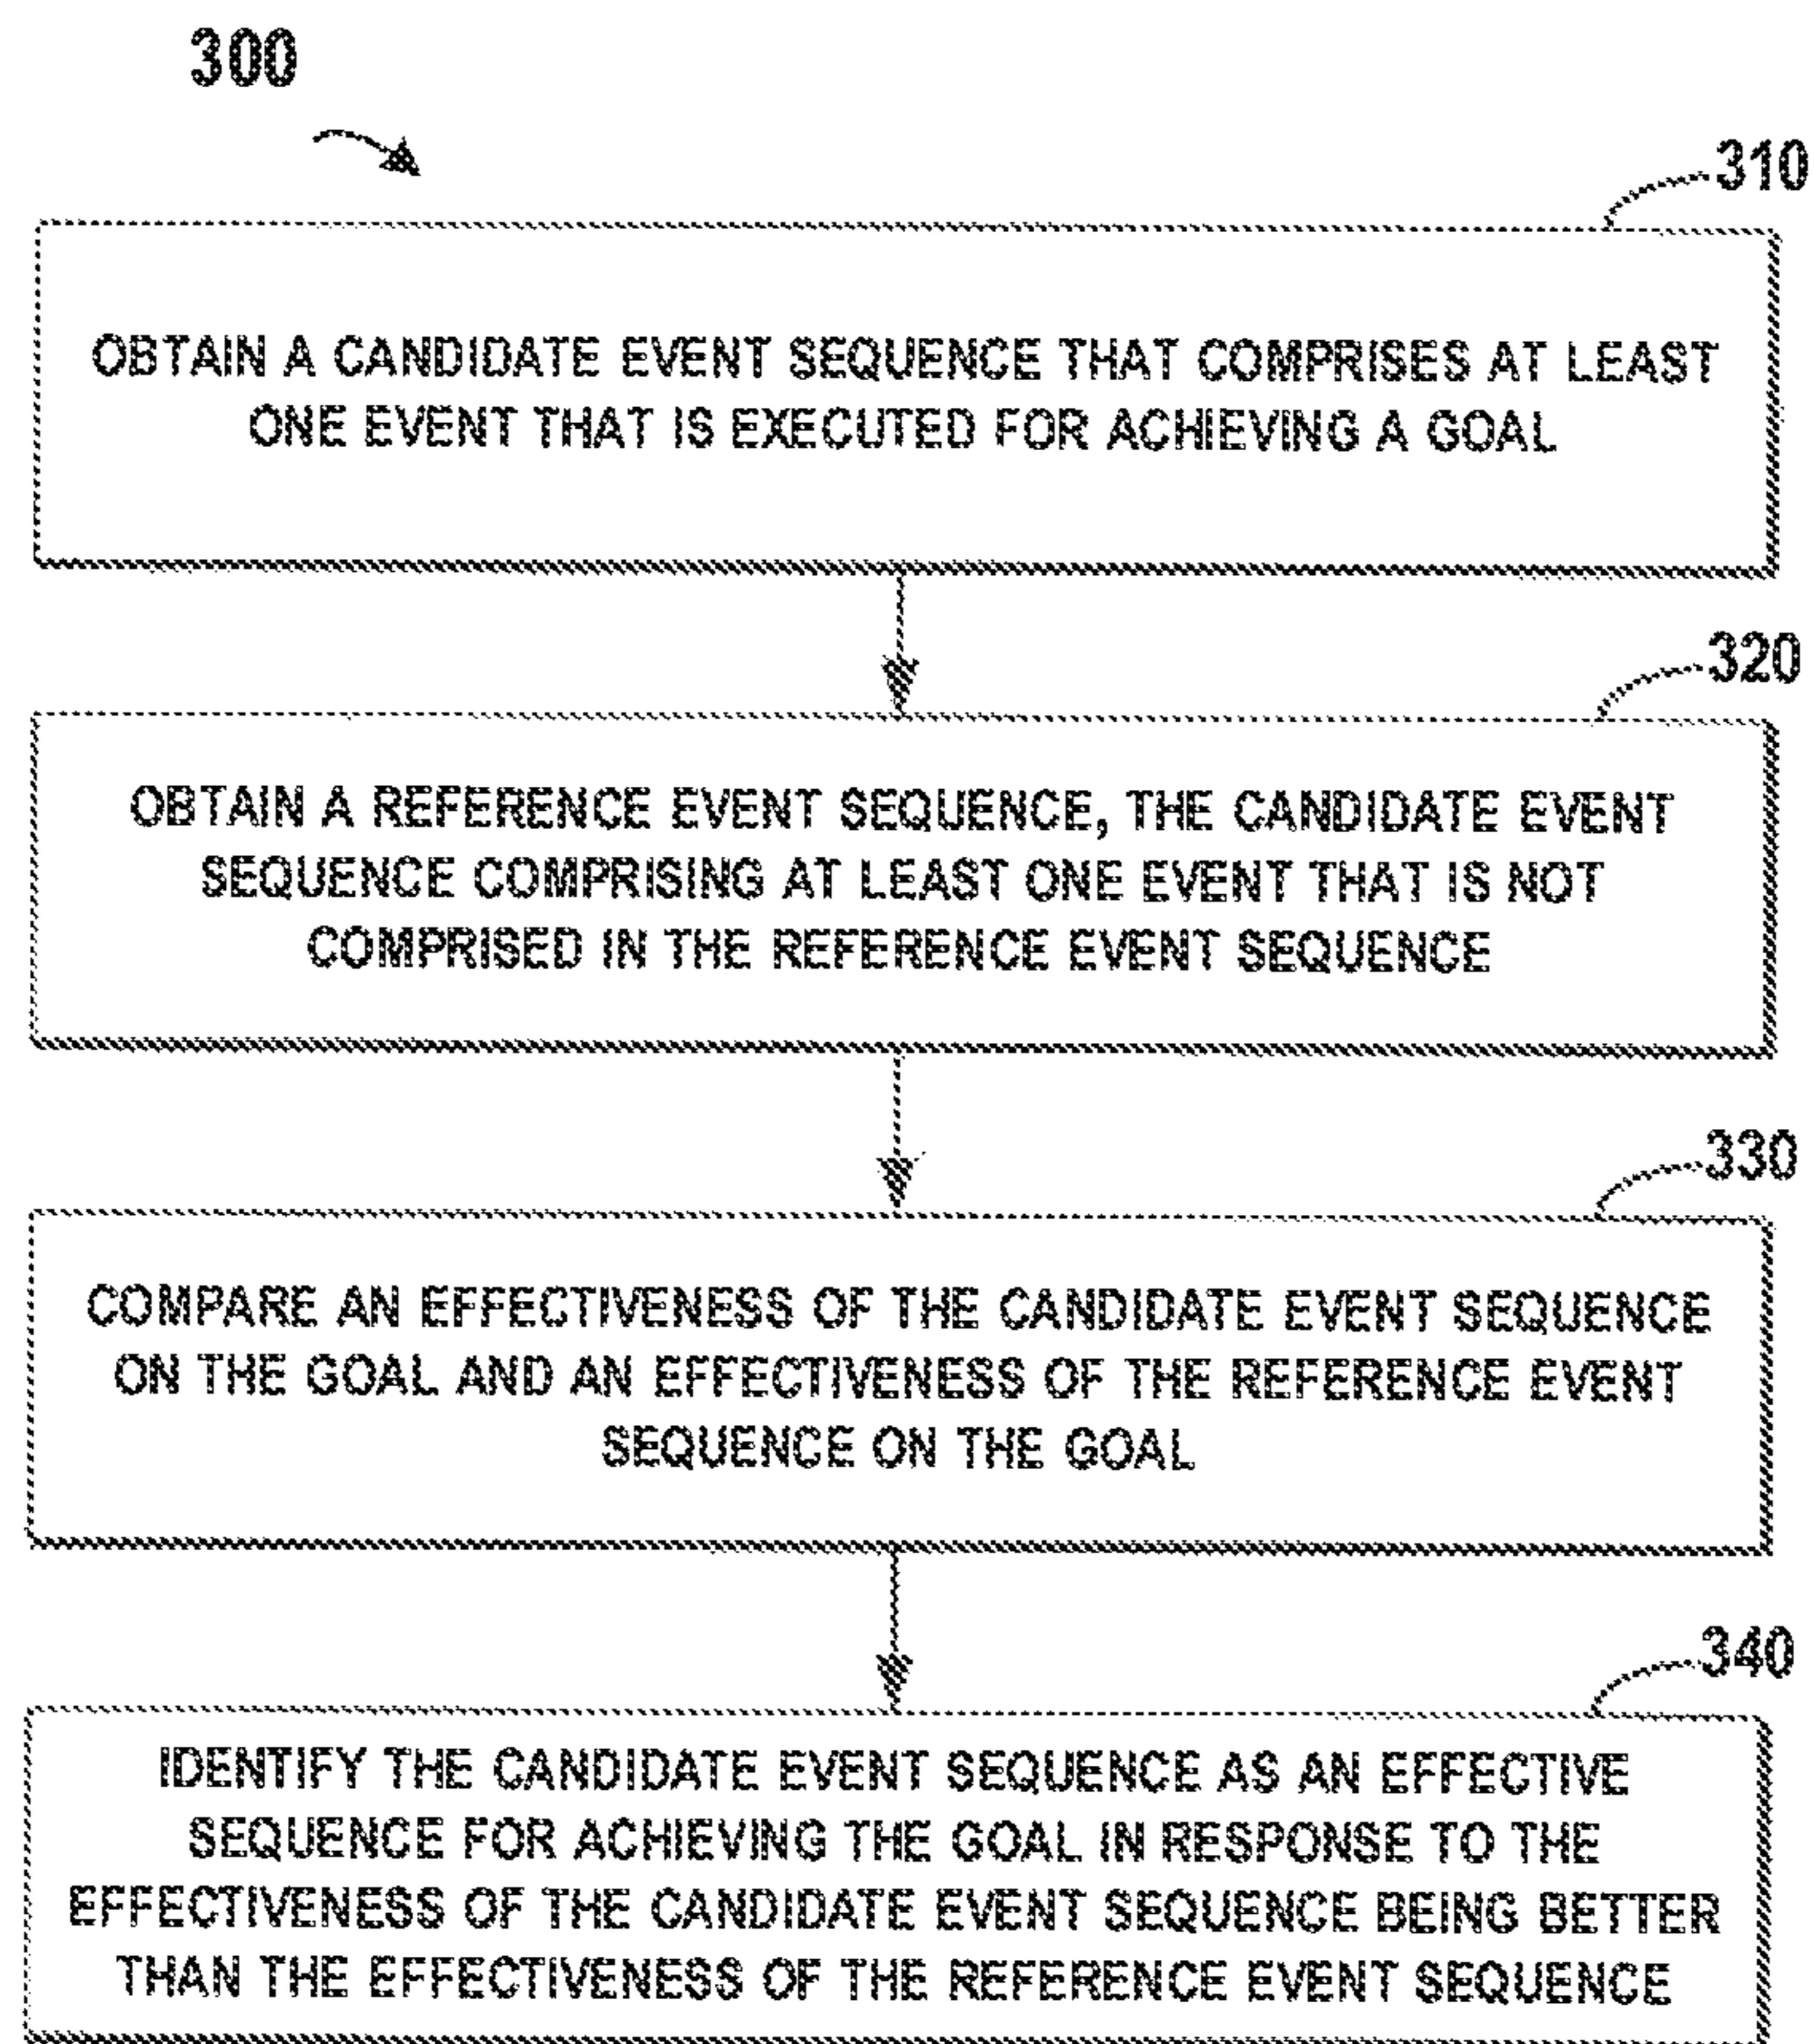 300
310
OBTAIN A CANDIDATE EVENT SEQUENCE THAT COMPRISES AT LEAST
ONE EVENT THAT IS EXECUTED FOR ACHIEVING A GOAL
320
OBTAIN A REFERENCE EVENT SEQUENCE, THE CANDIDATE EVENT
SEQUENCE COMPRISING AT LEAST ONE EVENT THAT IS NOT
COMPRISED IN THE REFERENCE EVENT SEQUENCE
330
COMPARE AN EFFECTIVENESS OF THE CANDIDATE EVENT SEQUENCE
ON THE GOAL AND AN EFFECTIVENESS OF THE REFERENCE EVENT
SEQUENCE ON THE GOAL
340
IDENTIFY THE CANDIDATE EVENT SEQUENCE AS AN EFFECTIVE
SEQUENCE FOR ACHIEVING THE GOAL IN RESPONSE TO THE
EFFECTIVENESS OF THE CANDIDATE EVENT SEQUENCE BEING BETTER
THAN THE EFFECTIVENESS OF THE REFERENCE EVENT SEQUENCE